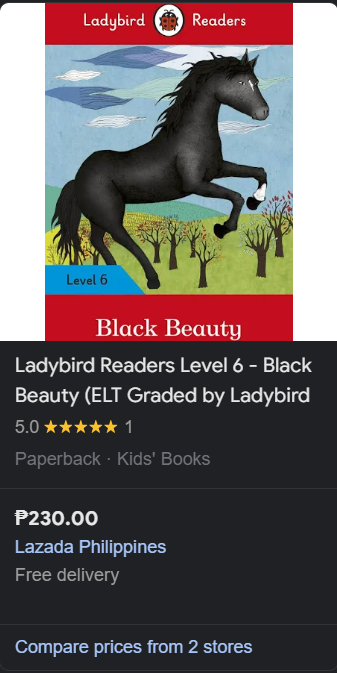 Ladybird Readers
Level 6
Black Beauty
Ladybird Readers Level 6 - Black
Beauty (ELT Graded by Ladybird
5.0 ★★★★★ 1
Paperback · Kids' Books
₱230.00
Lazada Philippines
Free delivery
Compare prices from 2 stores